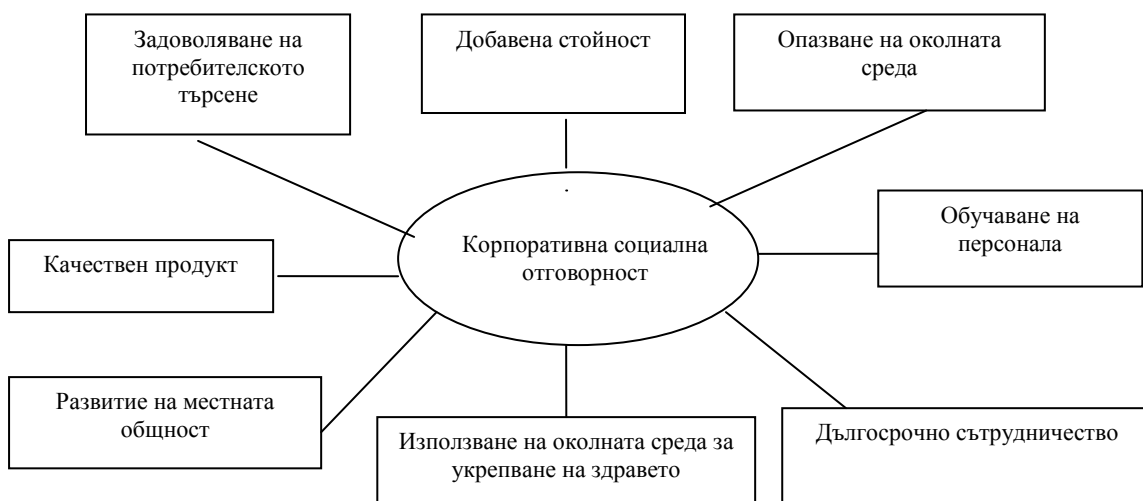 Задоволяване на
потребителското
търсене
Добавена стойност
Опазване на околната
среда
Качествен продукт
Корпоративна социална
отговорност
Обучаване на
персонала
Развитие на местната
общност
Използване на околната среда за
укрепване на здравето
Дългосрочно сътрудничество